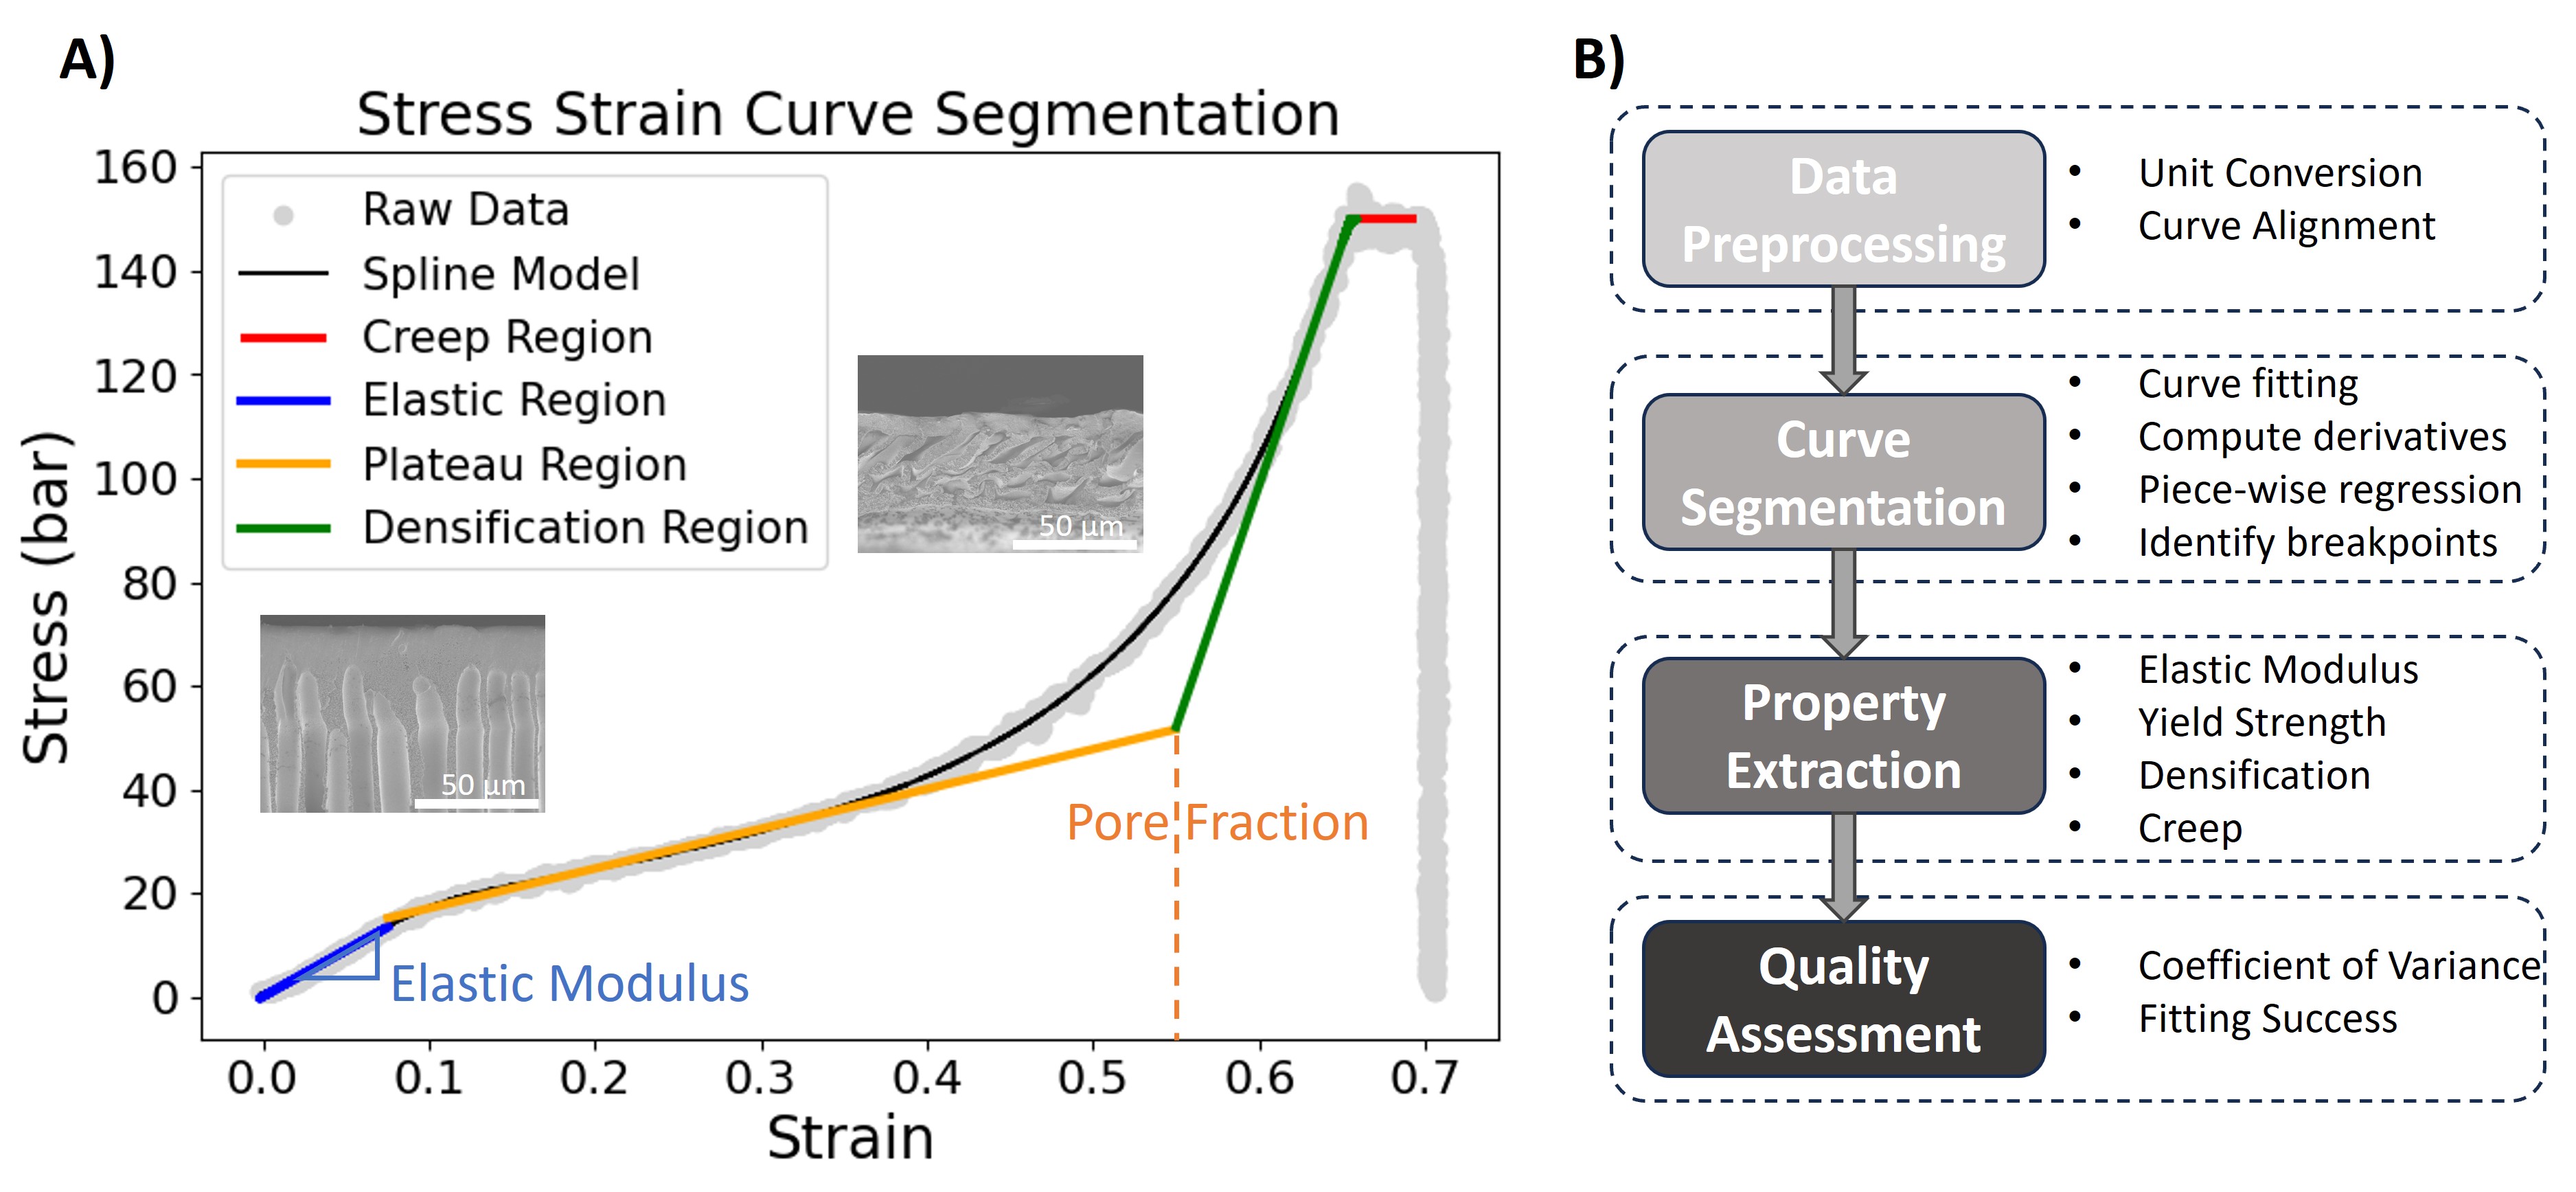 A)
Stress Strain Curve Segmentation
Stress (bar)
160
140
120
100
80
60
40
20
0
Raw Data
Spline Model
Creep Region
Elastic Region
Plateau Region
Densification Region
50 µm
50 µm
Pore Fraction
Elastic Modulus
0.0 0.1 0.2 0.3 0.4 0.5 0.6 0.7
Strain
B)
Data
Preprocessing
• Unit Conversion
• Curve Alignment
Curve
Segmentation
• Curve fitting
• Compute derivatives
• Piece-wise regression
• Identify breakpoints
Property
Extraction
• Elastic Modulus
• Yield Strength
• Densification
• Creep
Quality
Assessment
• Coefficient of Variance
• Fitting Success